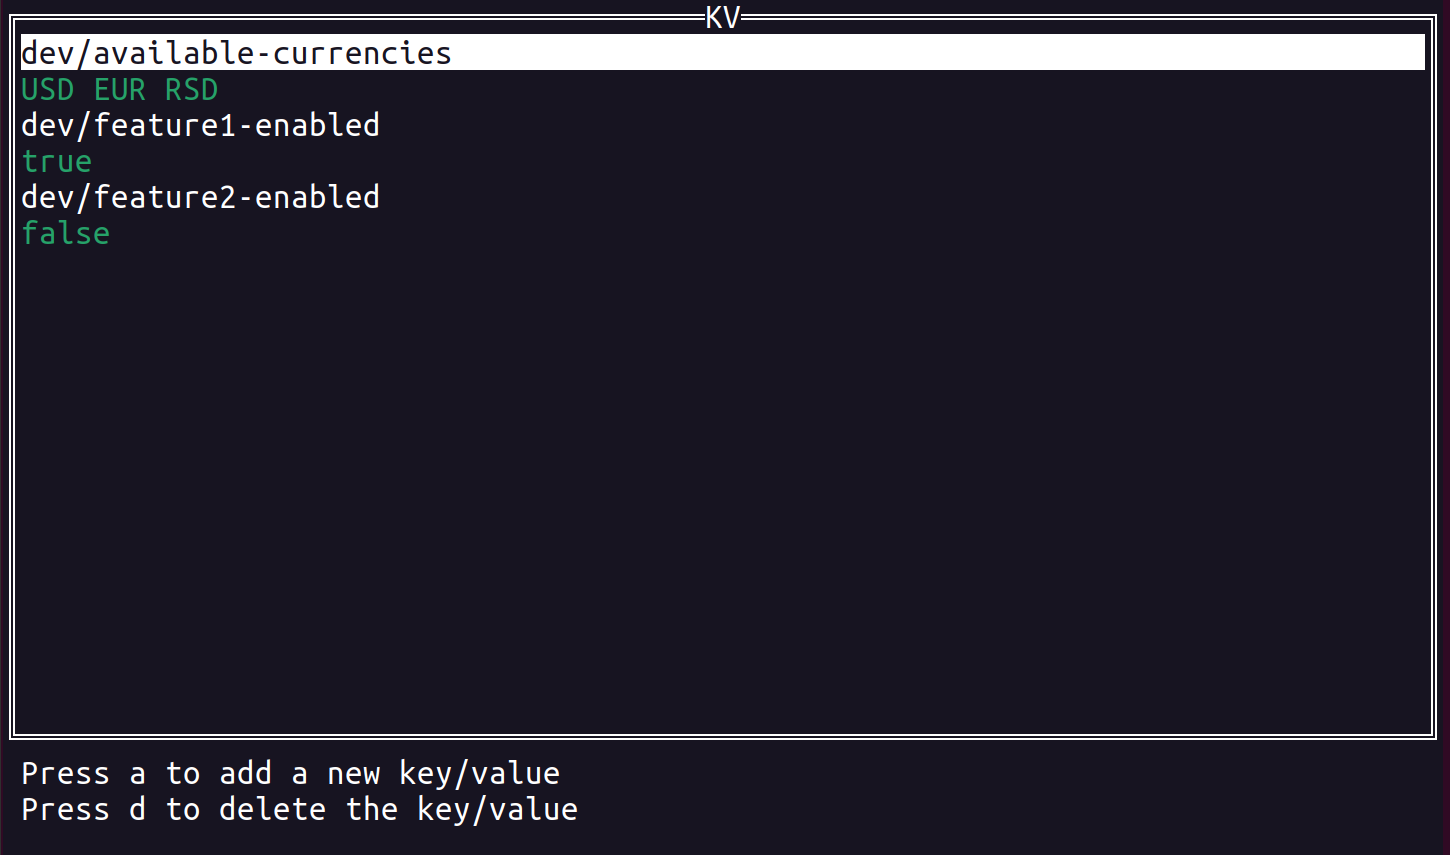 KV
dev/available-currencies
USD EUR RSD
dev/feature1-enabled
true
dev/feature2-enabled
false
Press a to add a new key/value
Press d to delete the key/value